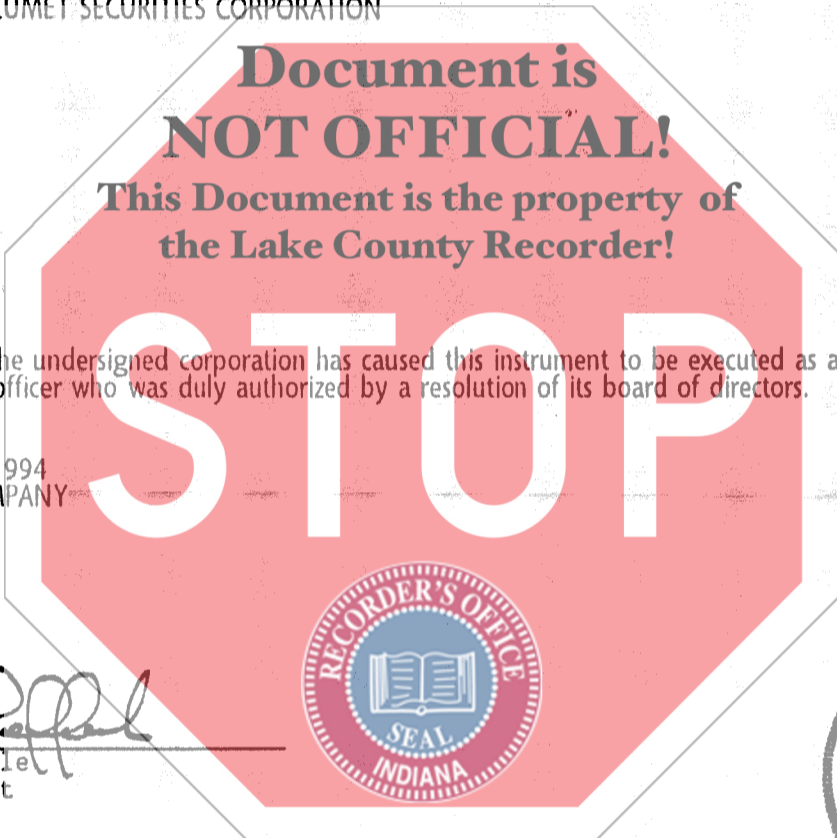 UMET SECURITIES CORPORATION
Document is
NOT OFFICIAL!
This Document is the property of
the Lake County Recorder!
STOP
he undersigned corporation has caused this instrument to be executed as a
officer who was duly authorized by a resolution of its board of directors.
994
MPANY
RECORDER'S OFFICE
SEAL
INDIANA
le
t